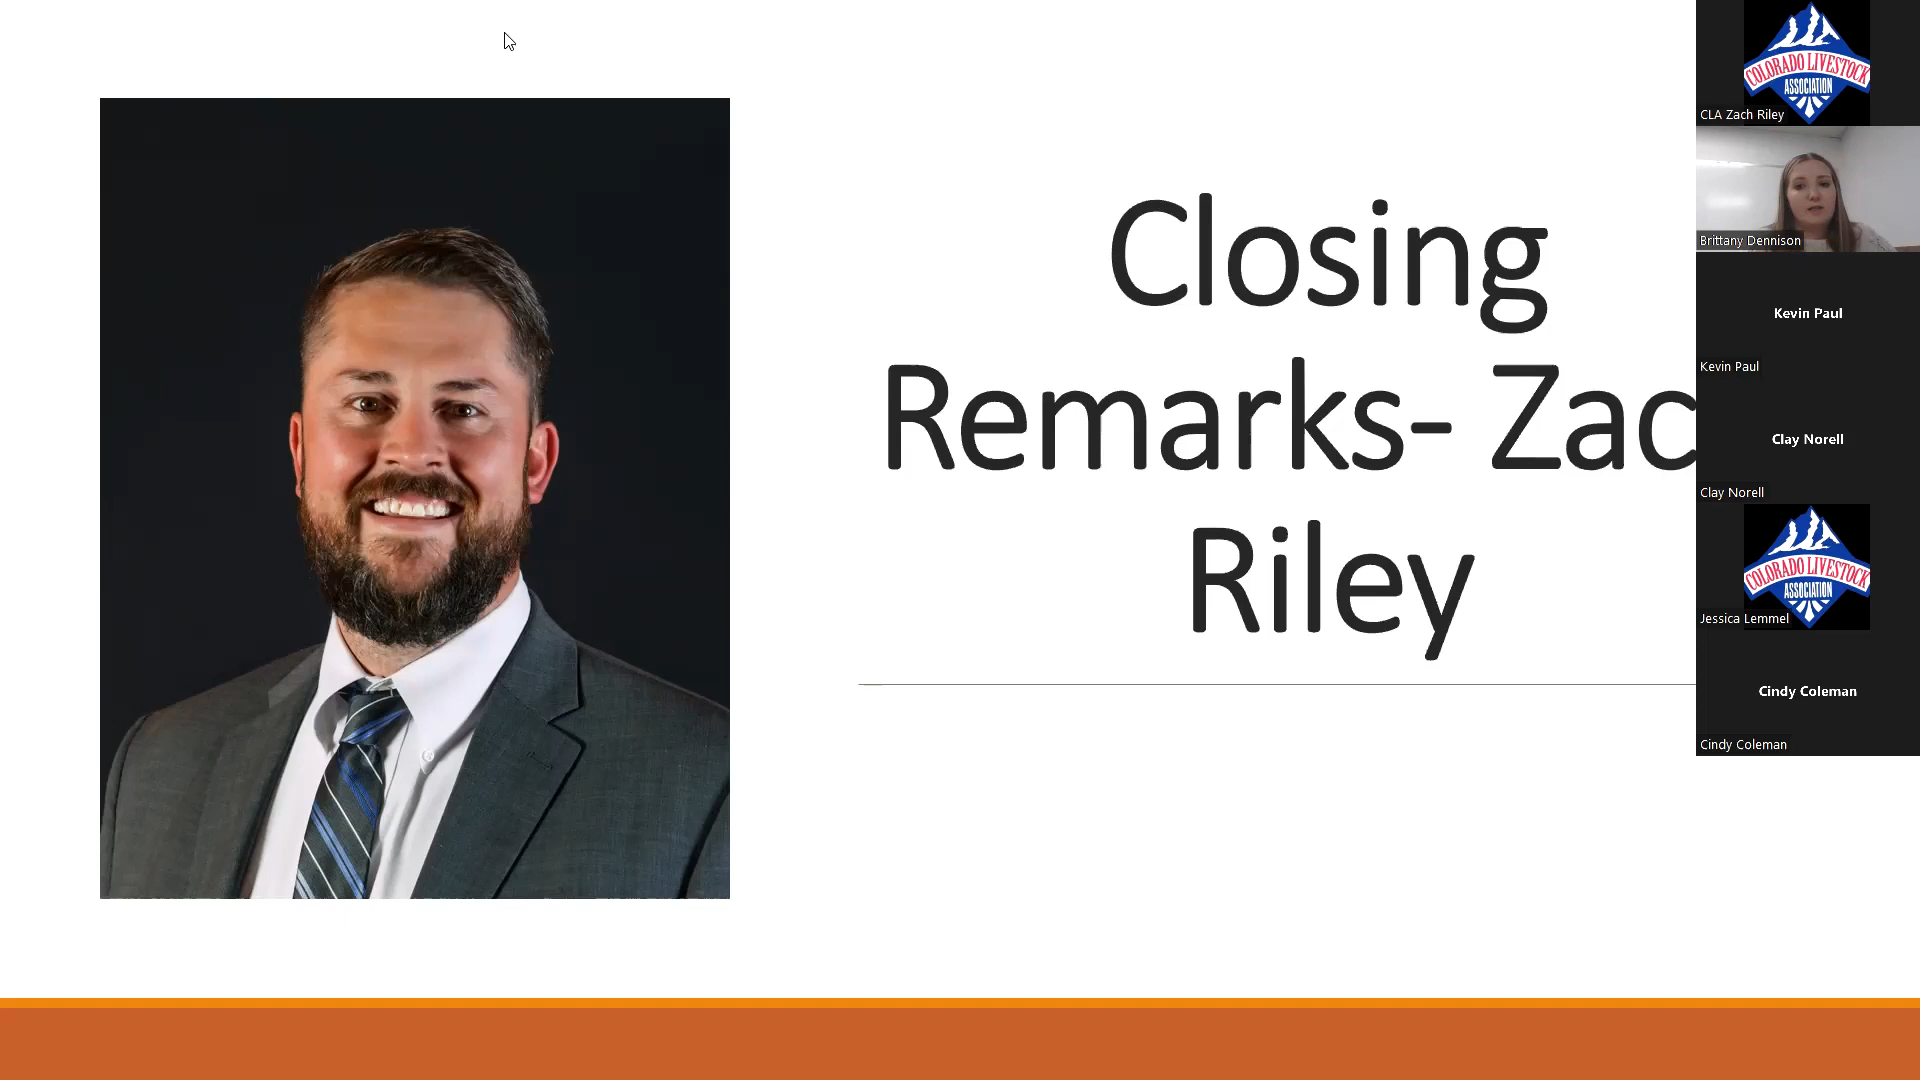 Closing
Remarks- Zac
Riley
COLORADO LIVESTOCK
ASSOCIATION
CLA Zach Riley
Brittany Dennison
Kevin Paul
Kevin Paul
Clay Norell
Clay Norell
COLORADO LIVESTOCK
ASSOCIATION
Jessica Lemmel
Cindy Coleman
Cindy Coleman